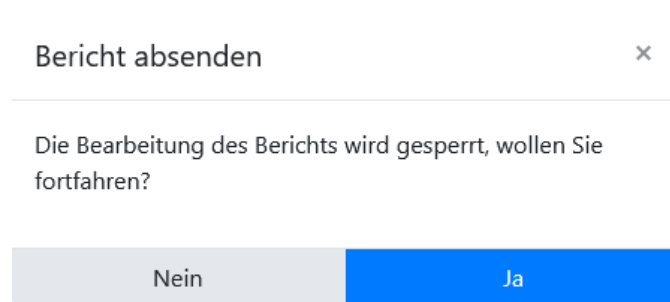 Bericht absenden ×
Die Bearbeitung des Berichts wird gesperrt, wollen Sie
fortfahren?
Nein Ja